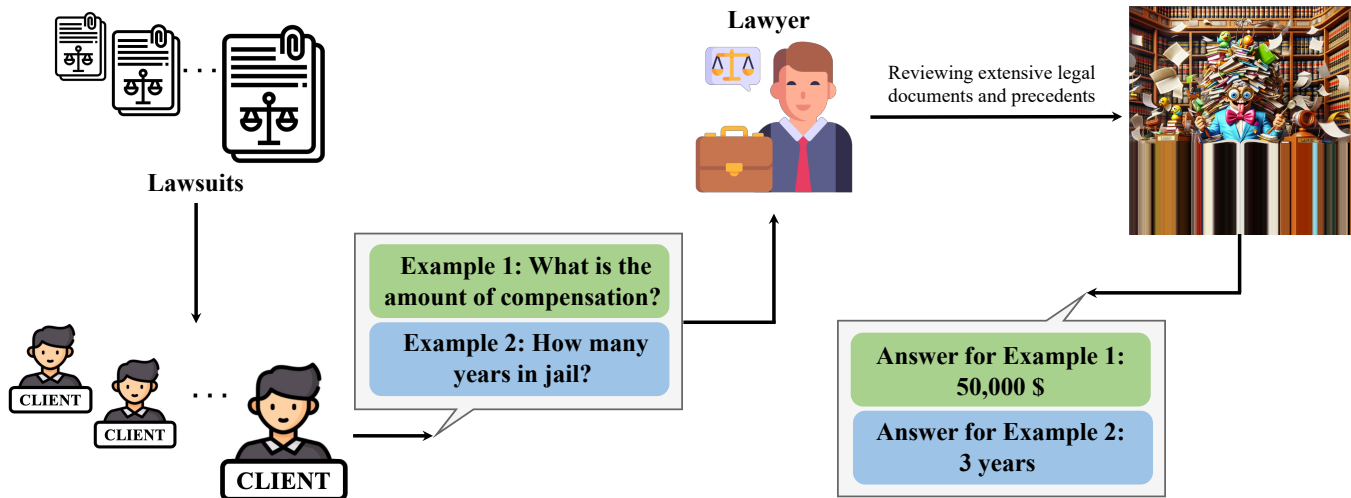 Lawsuits
CLIENT
CLIENT
CLIENT
Example 1: What is the
amount of compensation?
Example 2: How many
years in jail?
Lawyer
Reviewing extensive legal
documents and precedents
Answer for Example 1:
50,000 $
Answer for Example 2:
3 years